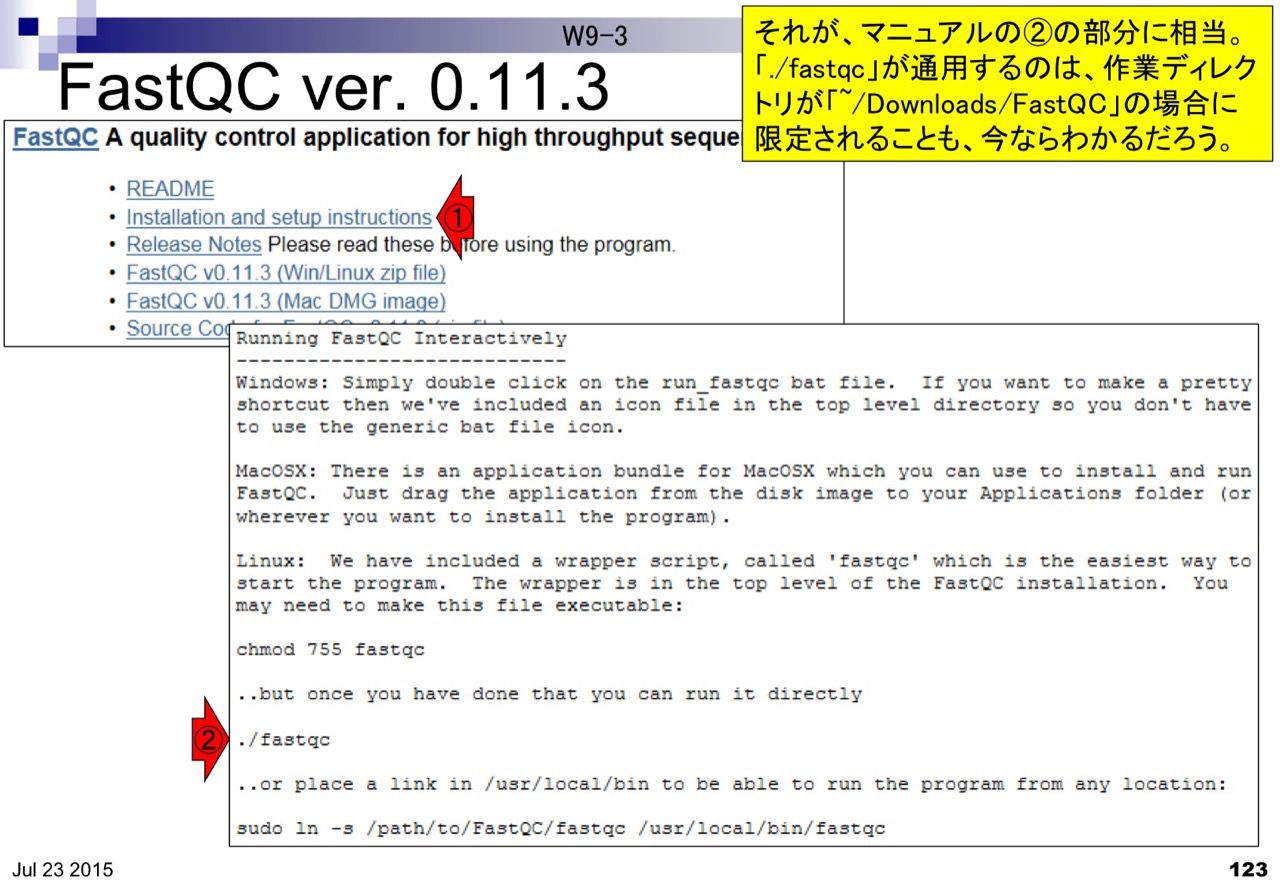 W9-3
FastQC ver. 0.11.3
それが、マニュアルの②の部分に相当。
「./fastqc」が通用するのは、作業ディレク
トリが「~/Downloads/FastQC」の場合に
限定されることも、今ならわかるだろう。
FastQC A quality control application for high throughput seque
• README
• Installation and setup instructions
①
• Release Notes Please read these before using the program.
• FastQC v0.11.3 (Win/Linux zip file)
• FastQC v0.11.3 (Mac DMG image)
• Source Cod
Running FastQC Interactively
----------------------------
Windows: Simply double click on the run_fastqc bat file.  If you want to make a pretty
shortcut then we've included an icon file in the top level directory so you don't have
to use the generic bat file icon.
MacOSX: There is an application bundle for MacOSX which you can use to install and run
FastQC.  Just drag the application from the disk image to your Applications folder (or
wherever you want to install the program).
Linux:  We have included a wrapper script, called 'fastqc' which is the easiest way to
start the program.  The wrapper is in the top level of the FastQC installation.  You
may need to make this file executable:
chmod 755 fastqc
..but once you have done that you can run it directly
②
./fastqc
..or place a link in /usr/local/bin to be able to run the program from any location:
sudo ln -s /path/to/FastQC/fastqc /usr/local/bin/fastqc
Jul 23 2015
123